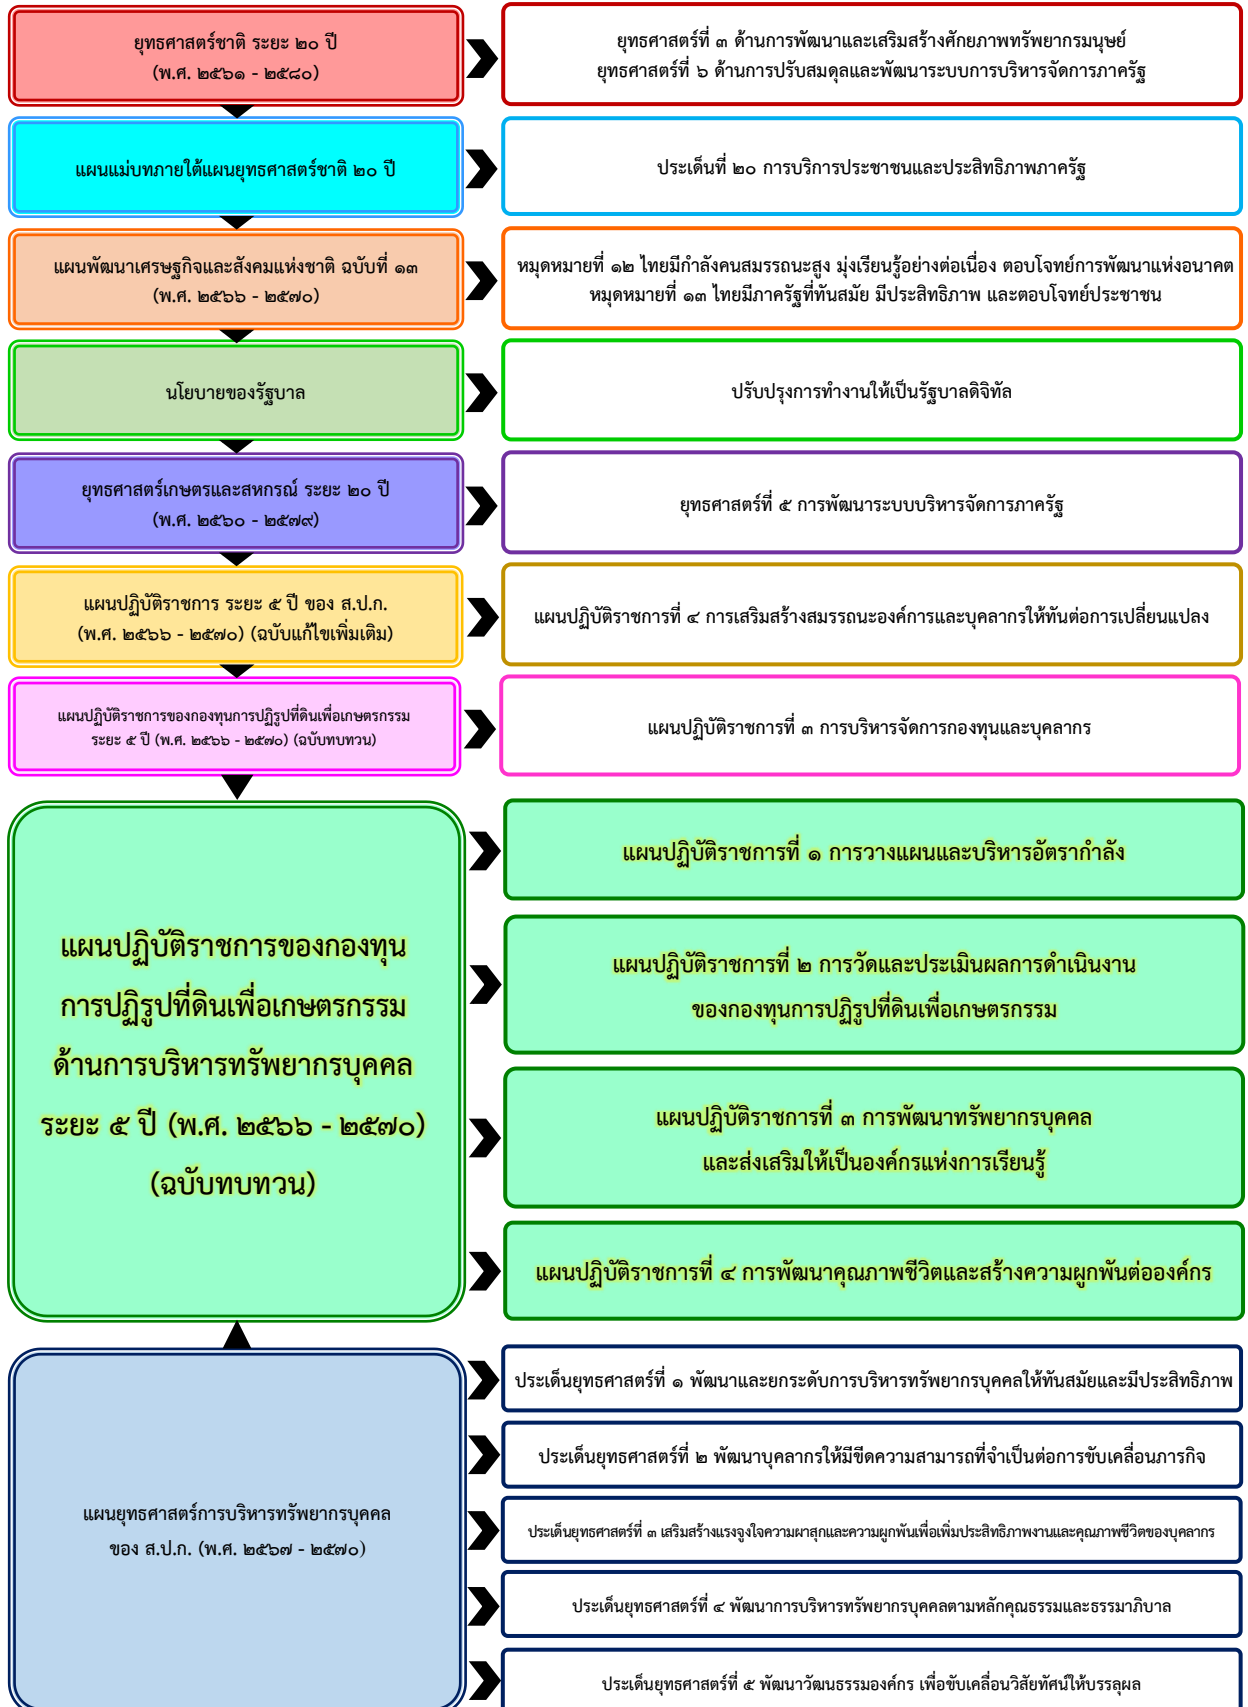 ยุทธศาสตร์ชาติ ระยะ ๒๐ ปี
(พ.ศ. ๒๕๖๑ - ๒๕๘๐)
ยุทธศาสตร์ที่ ๓ ด้านการพัฒนาและเสริมสร้างศักยภาพทรัพยากรมนุษย์
ยุทธศาสตร์ที่ ๖ ด้านการปรับสมดุลและพัฒนาระบบการบริหารจัดการภาครัฐ
แผนแม่บทภายใต้แผนยุทธศาสตร์ชาติ ๒๐ ปี
ประเด็นที่ ๒๐ การบริการประชาชนและประสิทธิภาพภาครัฐ
แผนพัฒนาเศรษฐกิจและสังคมแห่งชาติ ฉบับที่ ๑๓
(พ.ศ. ๒๕๖๖ - ๒๕๗๐)
หมุดหมายที่ ๑๒ ไทยมีกำลังคนสมรรถนะสูง มุ่งเรียนรู้อย่างต่อเนื่อง ตอบโจทย์การพัฒนาแห่งอนาคต
หมุดหมายที่ ๑๓ ไทยมีภาครัฐที่ทันสมัย มีประสิทธิภาพ และตอบโจทย์ประชาชน
นโยบายของรัฐบาล
ปรับปรุงการทำงานให้เป็นรัฐบาลดิจิทัล
ยุทธศาสตร์เกษตรและสหกรณ์ ระยะ ๒๐ ปี
(พ.ศ. ๒๕๖๐ - ๒๕๗๙)
ยุทธศาสตร์ที่ ๕ การพัฒนาระบบบริหารจัดการภาครัฐ
แผนปฏิบัติราชการ ระยะ ๕ ปี ของ ส.ป.ก.
(พ.ศ. ๒๕๖๖ - ๒๕๗๐) (ฉบับแก้ไขเพิ่มเติม)
แผนปฏิบัติราชการที่ ๔ การเสริมสร้างสมรรถนะองค์การและบุคลากรให้ทันต่อการเปลี่ยนแปลง
แผนปฏิบัติราชการของกองทุนการปฏิรูปที่ดินเพื่อเกษตรกรรม
ระยะ ๕ ปี (พ.ศ. ๒๕๖๖ - ๒๕๗๐) (ฉบับทบทวน)
แผนปฏิบัติราชการที่ ๓ การบริหารจัดการกองทุนและบุคลากร
แผนปฏิบัติราชการของกองทุน
การปฏิรูปที่ดินเพื่อเกษตรกรรม
ด้านการบริหารทรัพยากรบุคคล
ระยะ ๕ ปี (พ.ศ. ๒๕๖๖ - ๒๕๗๐)
(ฉบับทบทวน)
แผนปฏิบัติราชการที่ ๑ การวางแผนและบริหารอัตรากำลัง
แผนปฏิบัติราชการที่ ๒ การวัดและประเมินผลการดำเนินงาน
ของกองทุนการปฏิรูปที่ดินเพื่อเกษตรกรรม
แผนปฏิบัติราชการที่ ๓ การพัฒนาทรัพยากรบุคคล
และส่งเสริมให้เป็นองค์กรแห่งการเรียนรู้
แผนปฏิบัติราชการที่ ๔ การพัฒนาคุณภาพชีวิตและสร้างความผูกพันต่อองค์กร
แผนยุทธศาสตร์การบริหารทรัพยากรบุคคล
ของ ส.ป.ก. (พ.ศ. ๒๕๖๗ - ๒๕๗๐)
ประเด็นยุทธศาสตร์ที่ ๑ พัฒนาและยกระดับการบริหารทรัพยากรบุคคลให้ทันสมัยและมีประสิทธิภาพ
ประเด็นยุทธศาสตร์ที่ ๒ พัฒนาบุคลากรให้มีขีดความสามารถที่จำเป็นต่อการขับเคลื่อนภารกิจ
ประเด็นยุทธศาสตร์ที่ ๓ เสริมสร้างแรงจูงใจความผาสุกและความผูกพันเพื่อเพิ่มประสิทธิภาพงานและคุณภาพชีวิตของบุคลากร
ประเด็นยุทธศาสตร์ที่ ๔ พัฒนาการบริหารทรัพยากรบุคคลตามหลักคุณธรรมและธรรมาภิบาล
ประเด็นยุทธศาสตร์ที่ ๕ พัฒนาวัฒนธรรมองค์กร เพื่อขับเคลื่อนวิสัยทัศน์ให้บรรลุผล